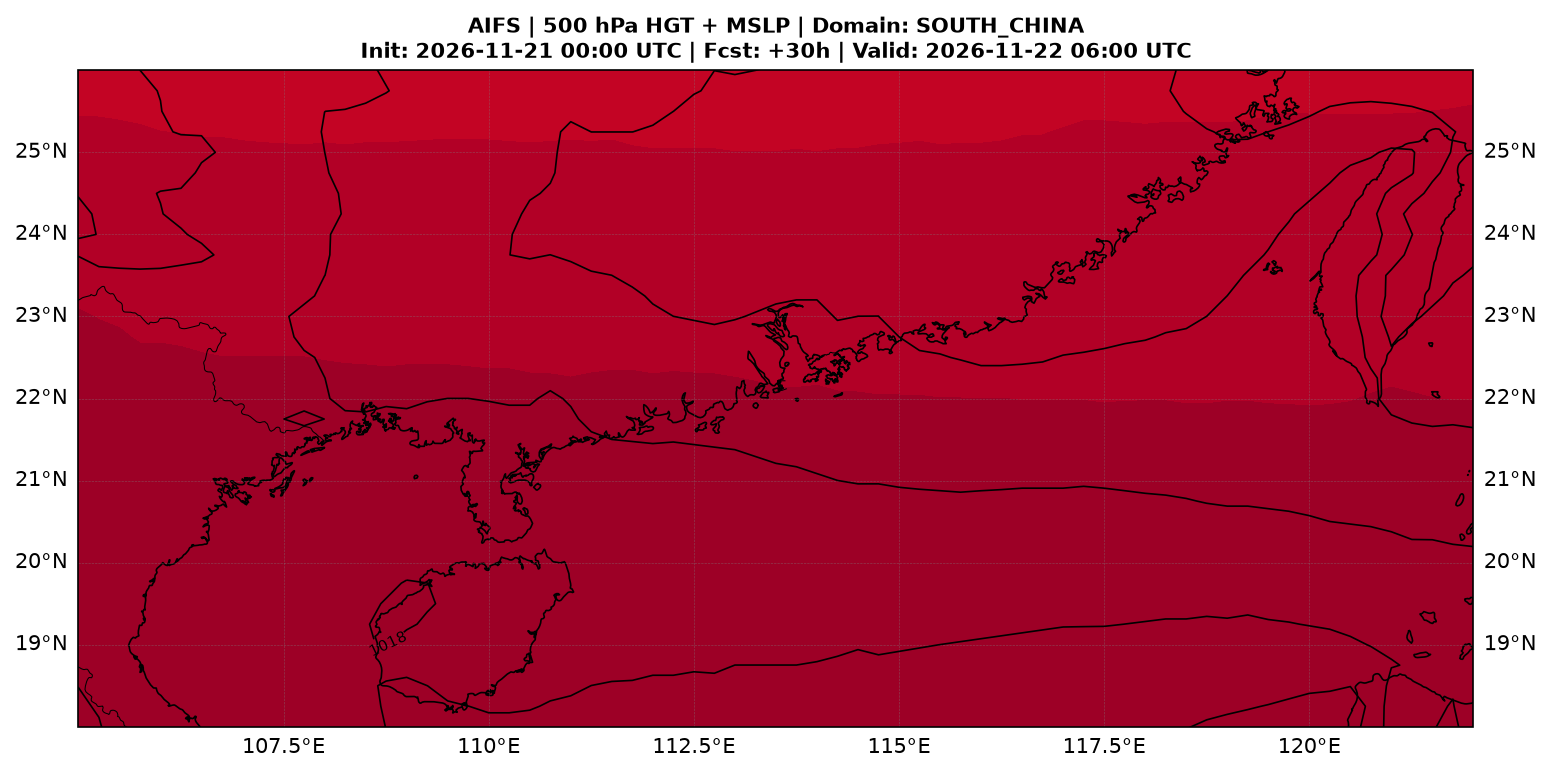 AIFS | 500 hPa HGT + MSLP | Domain: SOUTH_CHINA
Init: 2026-11-21 00:00 UTC | Fcst: +30h | Valid: 2026-11-22 06:00 UTC
25°N 25°N
24°N 24°N
23°N 23°N
22°N 22°N
21°N 21°N
20°N 20°N
19°N 19°N
1018
107.5°E 110°E 112.5°E 115°E 117.5°E 120°E